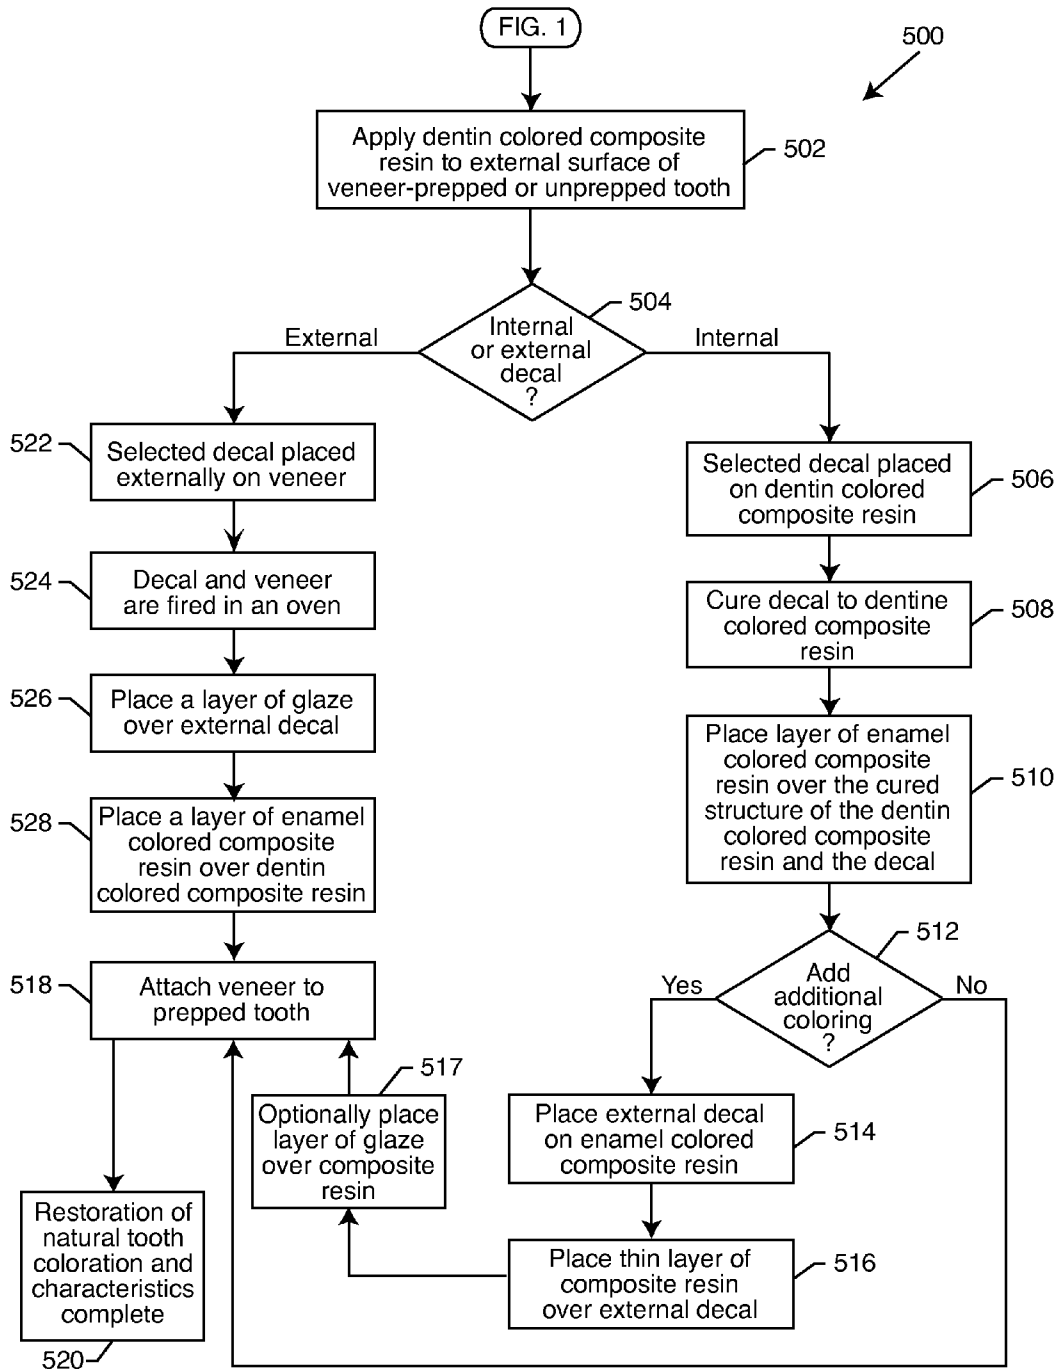 FIG. 1
500
Apply dentin colored composite
resin to external surface of
veneer-prepped or unprepped tooth
502
504
Internal
or external
decal
?
External
Internal
522
Selected decal placed
externally on veneer
524
Decal and veneer
are fired in an oven
526
Place a layer of glaze
over external decal
528
Place a layer of enamel
colored composite
resin over dentin
colored composite resin
518
Attach veneer to
prepped tooth
Selected decal placed
on dentin colored
composite resin
506
Cure decal to dentine
colored composite
resin
508
Place layer of enamel
colored composite
resin over the cured
structure of the dentin
colored composite
resin and the decal
510
512
Add
additional
coloring
?
Yes
No
Place external decal
on enamel colored
composite resin
514
Place thin layer of
composite resin
over external decal
516
517
Optionally place
layer of glaze
over composite
resin
Restoration of
natural tooth
coloration and
characteristics
complete
520